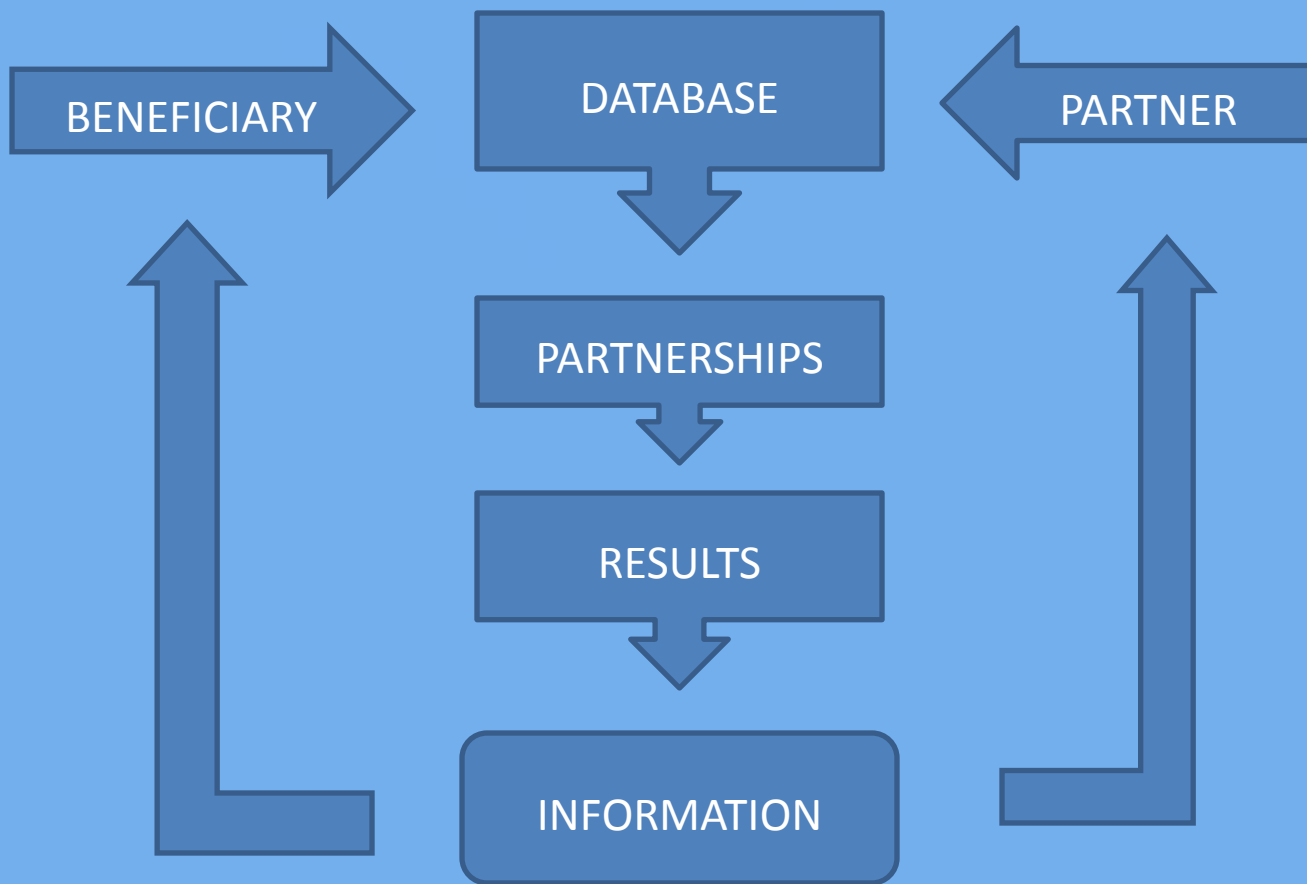 BENEFICIARY
DATABASE
PARTNER
PARTNERSHIPS
RESULTS
INFORMATION